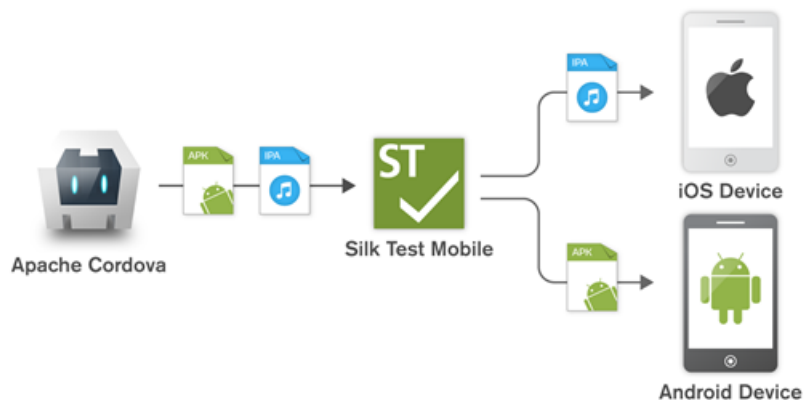 APK
IPA
ST
IPA
APK
Apache Cordova
Silk Test Mobile
iOS Device
Android Device